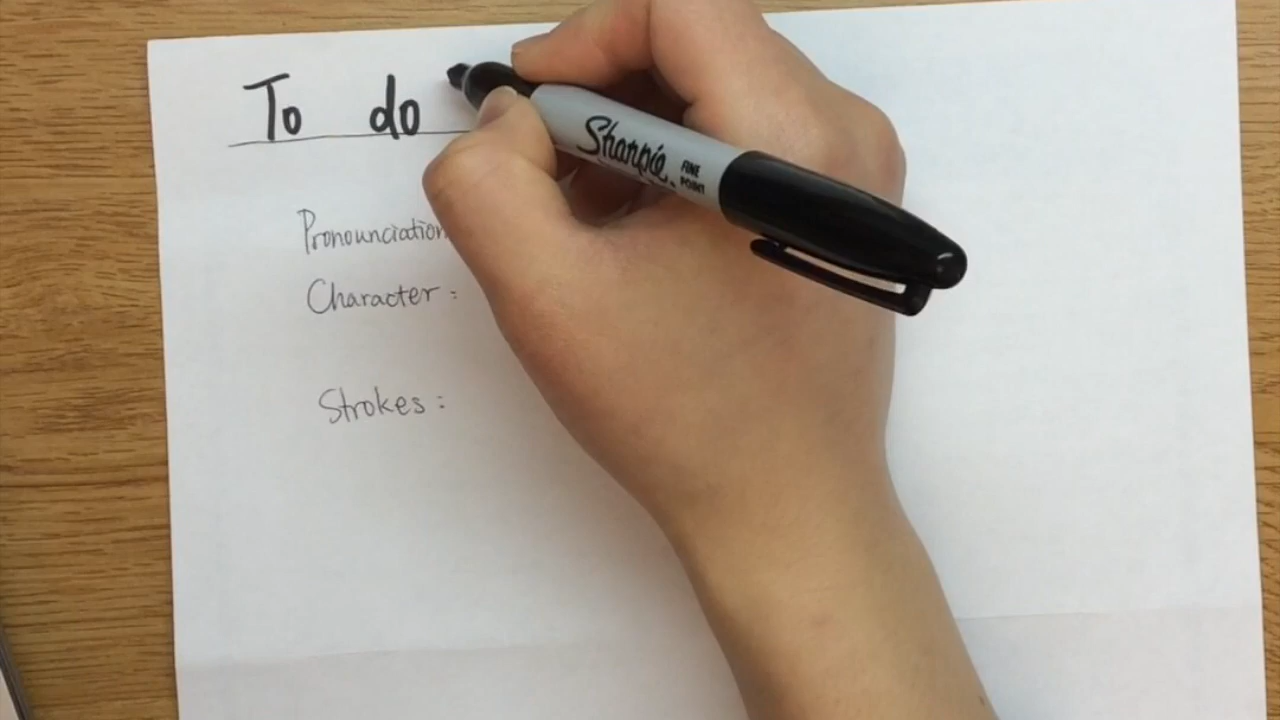 To do
Sharpie
FINE
POINT
Pronounciation
Character :
Strokes :